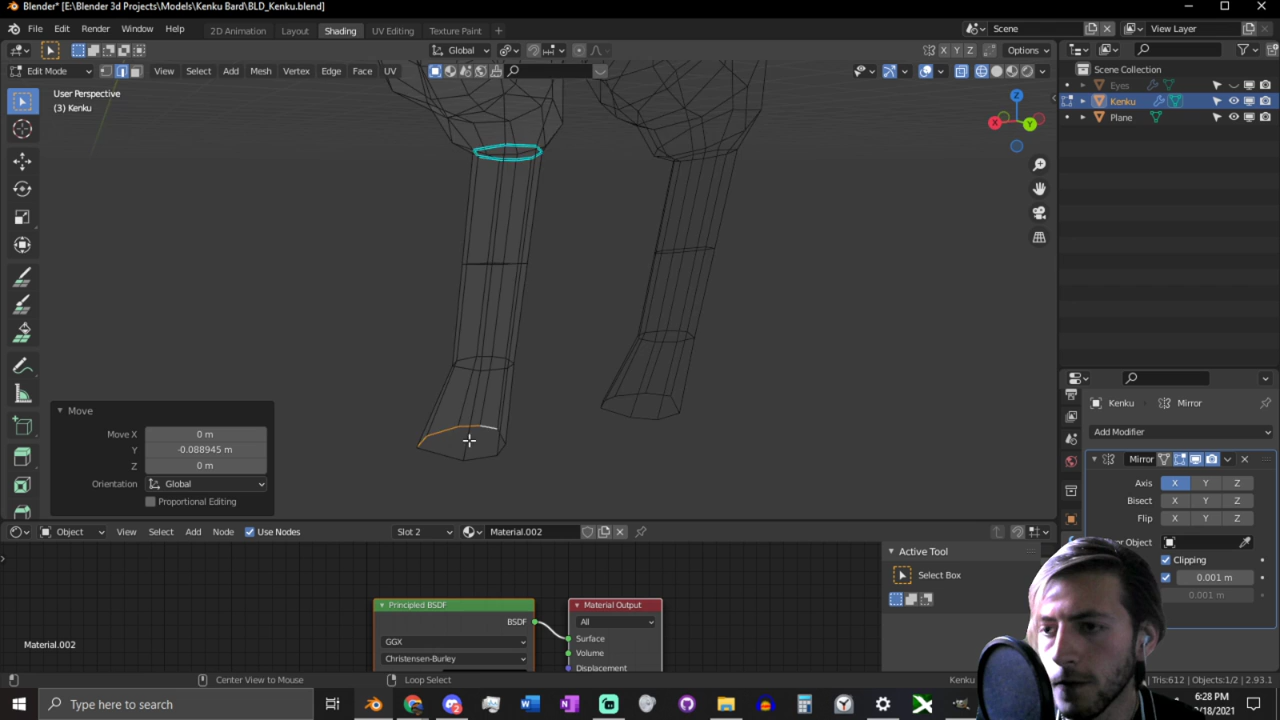 Blender* [E:\Blender 3d Projects\Models\Kenku Bard\BLD_Kenku.blend]
File Edit Render Window Help 2D Animation Layout Shading UV Editing Texture Paint + Scene View Layer
Global X Y Z Options
Edit Mode View Select Add Mesh Vertex Edge Face UV
User Perspective
(3) Kenku
Scene Collection
Eyes
Kenku
Plane
Z
X Y
Move
Move X 0 m
Y -0.088945 m
Z 0 m
Orientation Global
Proportional Editing
Kenku Mirror
Add Modifier
Mirror
Axis X Y Z
Bisect X Y Z
Flip X Y Z
Object
Clipping
0.001 m
0.001 m
Object View Select Add Node Use Nodes Slot 2 Material.002
Active Tool
Select Box
Principled BSDF
BSDF
GGX
Christensen-Burley
Material Output
All
Surface
Volume
Displacement
Material.002
Center View to Mouse Loop Select Kenku Tris:612 | Objects:1/2 | 2.93.1
Type here to search
6:28 PM
/18/2021